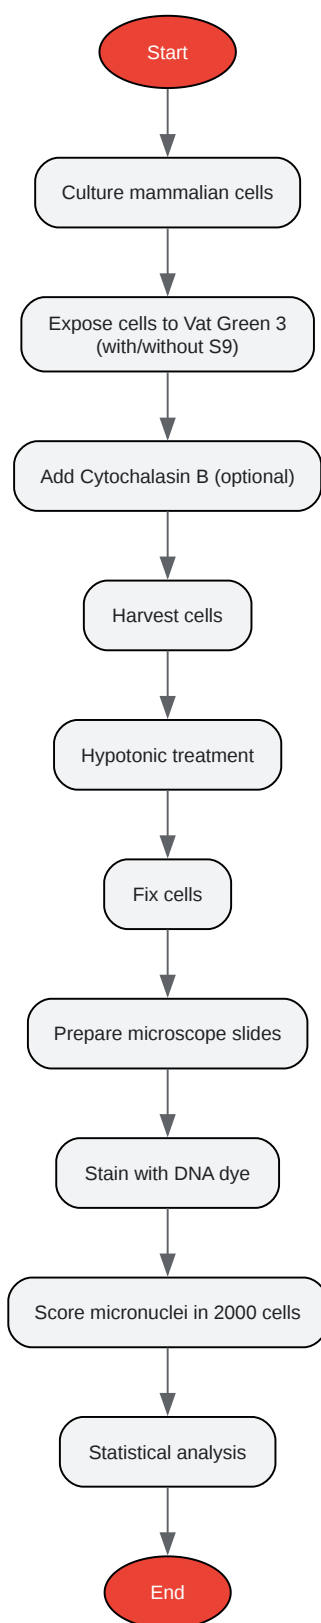 Start
Culture mammalian cells
Expose cells to Vat Green 3
(with/without S9)
Add Cytochalasin B (optional)
Harvest cells
Hypotonic treatment
Fix cells
Prepare microscope slides
Stain with DNA dye
Score micronuclei in 2000 cells
Statistical analysis
End